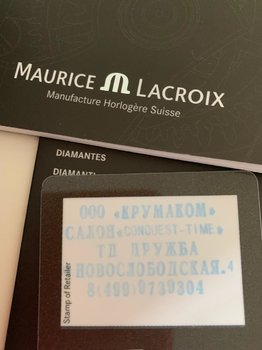 MAURICE LACROIX
Manufacture Horlogère Suisse
DIAMANTES
ООО «КРУМАКОМ»
САЛОН «CONQUEST-TIME»
ТД ДРУЖБА
НОВОСЛОБОДСКАЯ.4
8(499)9739304
Stamp of Retailer